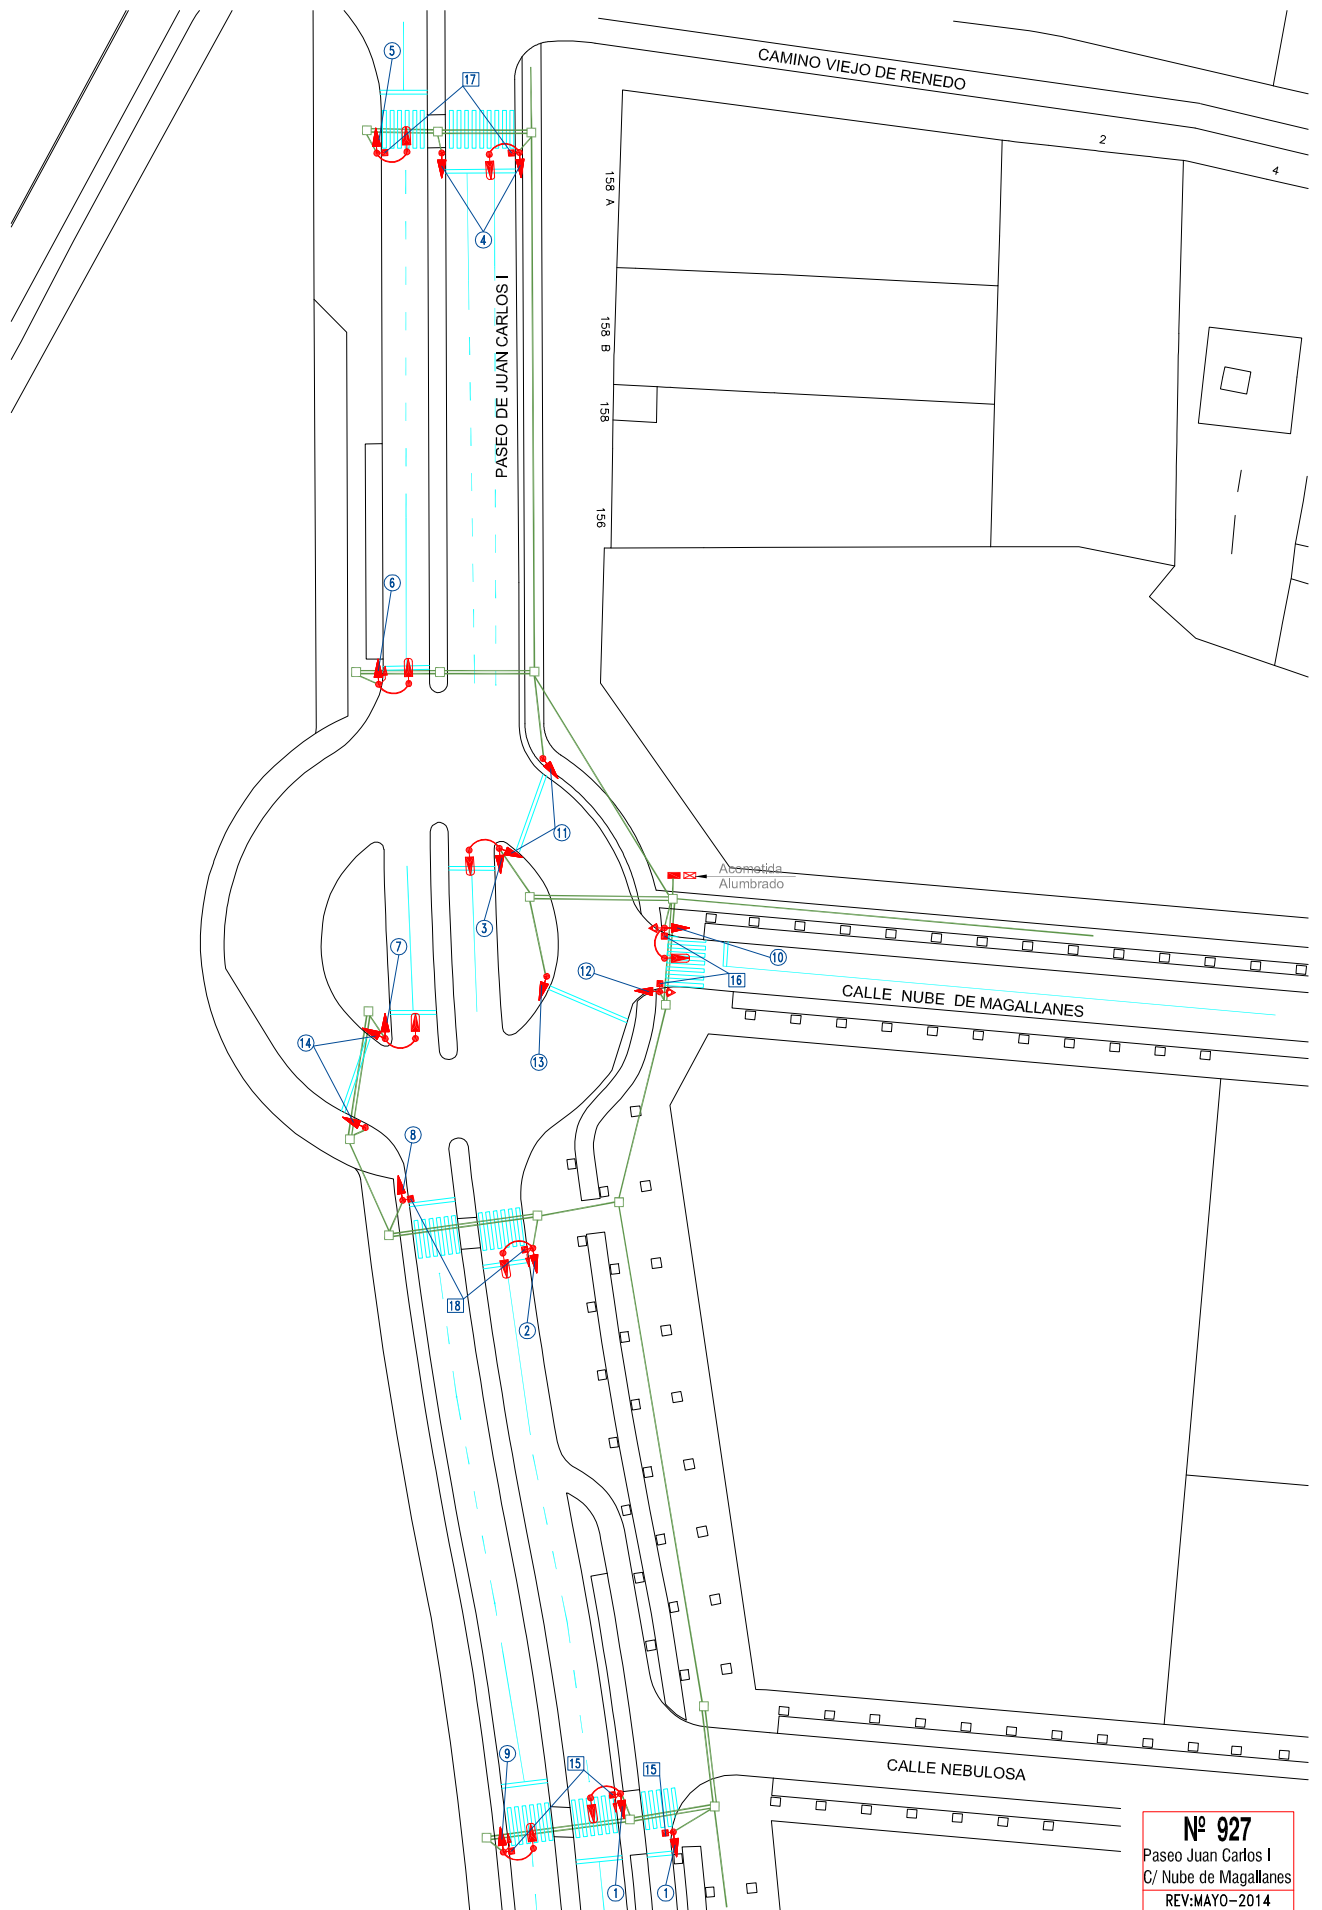 5
17
CAMINO VIEJO DE RENEDO
2
4
158 A
4
PASEO DE JUAN CARLOS I
158 B
158
156
6
11
Acometida
Alumbrado
3
7
10
12
16
CALLE NUBE DE MAGALLANES
14
13
8
18
2
9
15
15
CALLE NEBULOSA
1
1
Nº 927
Paseo Juan Carlos I
C/ Nube de Magallanes
REV:MAYO-2014